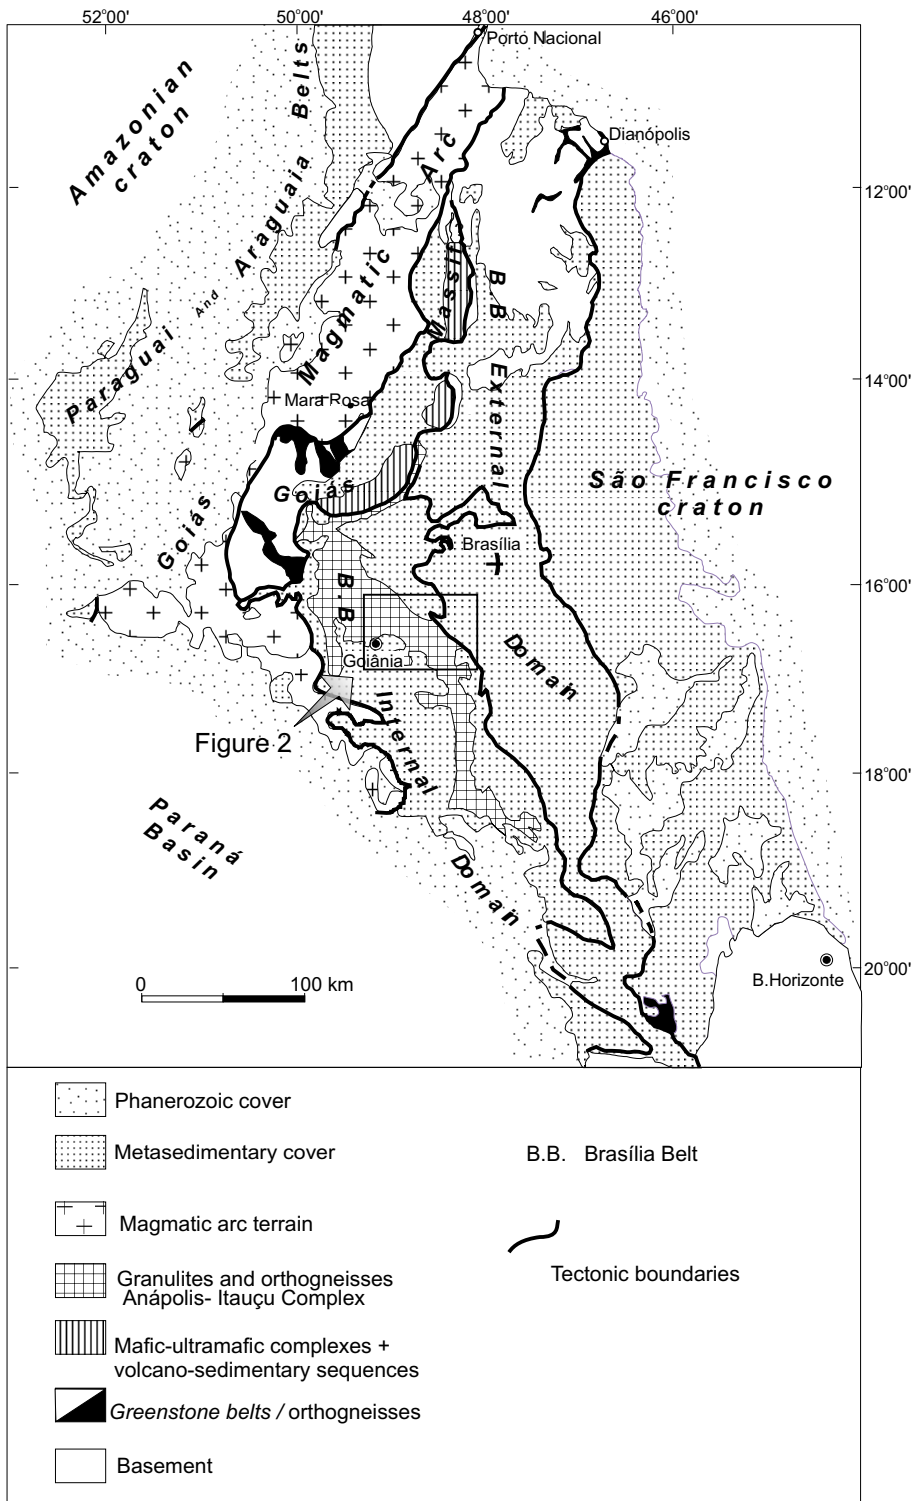 52°00'
50°00'
48°00'
46°00'
Porto Nacional
Amazonian
craton
Paraguai And Araguaia Belts
Dianópolis
12°00'
Goiás Magmatic Arc
Goiás Massif
B.B External Domain
Mara Rosa
14°00'
São Francisco
craton
Brasília
16°00'
B.B Internal Domain
Goiânia
Figure 2
18°00'
Paraná
Basin
20°00'
B.Horizonte
0 100 km
Phanerozoic cover
Metasedimentary cover
B.B. Brasília Belt
Magmatic arc terrain
Tectonic boundaries
Granulites and orthogneisses
Anápolis- Itauçu Complex
Mafic-ultramafic complexes +
volcano-sedimentary sequences
Greenstone belts / orthogneisses
Basement